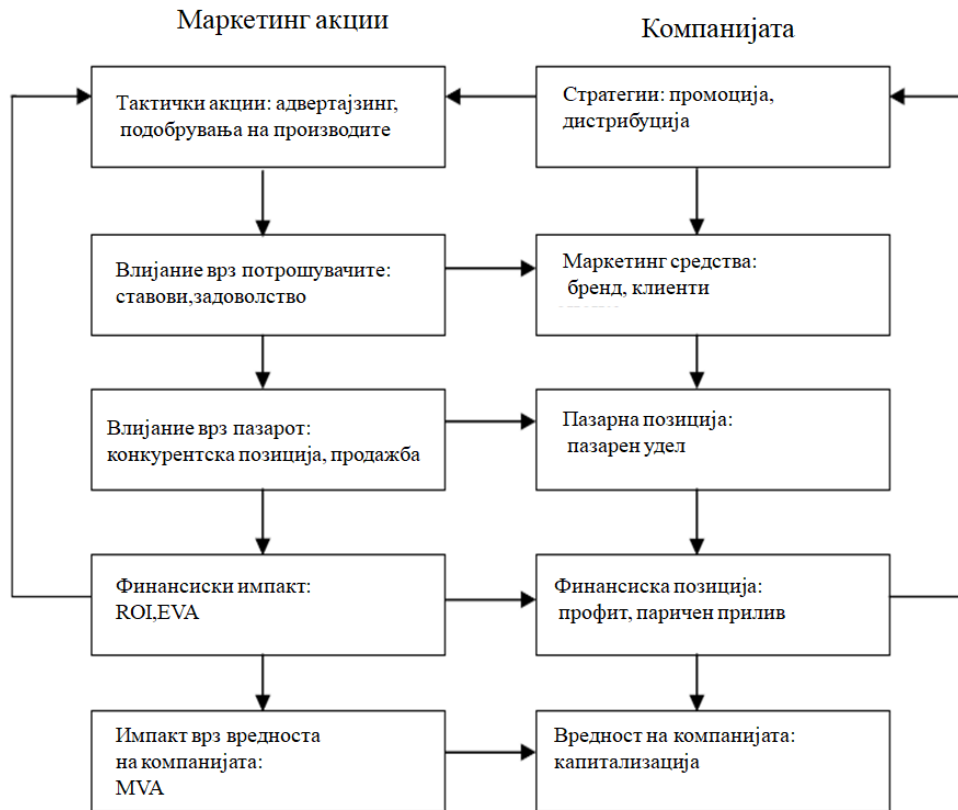 Маркетинг акции
Компанијата
Тактички акции: адвертајзинг,
подобрувања на производите
Стратегии: промоција,
дистрибуција
Влијание врз потрошувачите:
ставови,задоволство
Маркетинг средства:
бренд, клиенти
Влијание врз пазарот:
конкурентска позиција, продажба
Пазарна позиција:
пазарен удел
Финансиски импакт:
ROI,EVA
Финансиска позиција:
профит, паричен прилив
Импакт врз вредноста
на компанијата:
MVA
Вредност на компанијата:
капитализација